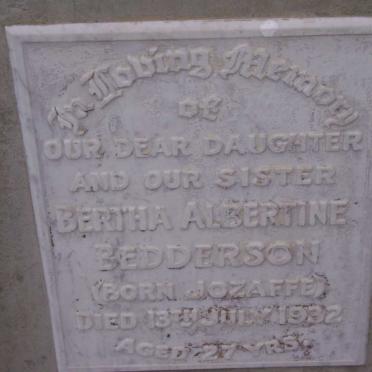 In Loving Memory
of
OUR DEAR DAUGHTER
AND OUR SISTER
BERTHA ALBERTINE
BEDDERSON
(BORN JOZAFFE)
DIED 13TH JULY 1932
AGED 27 YRS.